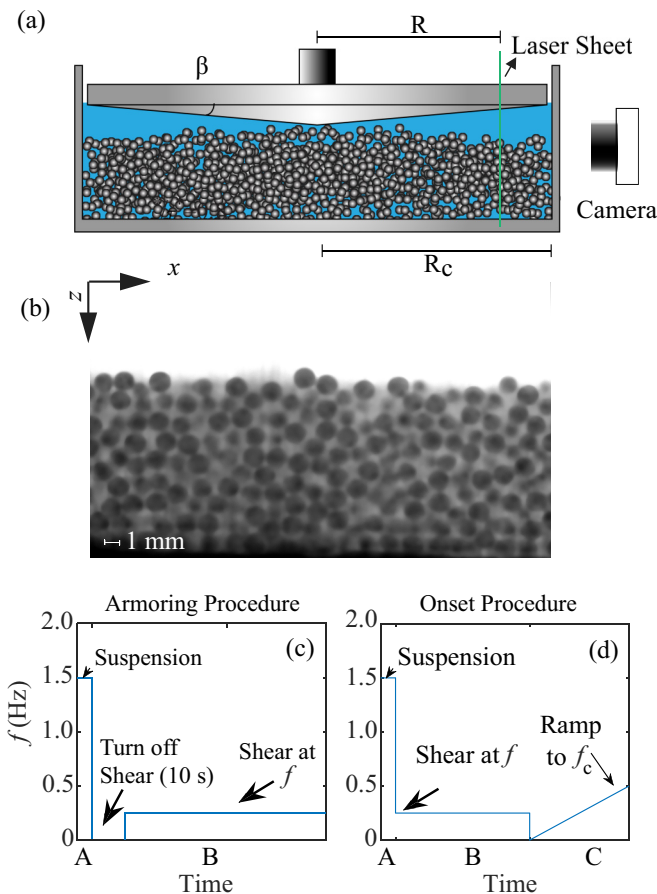 (a)
R
Laser Sheet
β
Camera
R_c
x
z
(b)
1 mm
Armoring Procedure
Onset Procedure
2.0
(c)
Suspension
1.5
f (Hz)
1.0
Turn off
Shear (10 s)
Shear at
f
0.5
0
A
B
Time
2.0
(d)
Suspension
1.5
Ramp
to f_c
1.0
Shear at f
0.5
0
A
B
C
Time